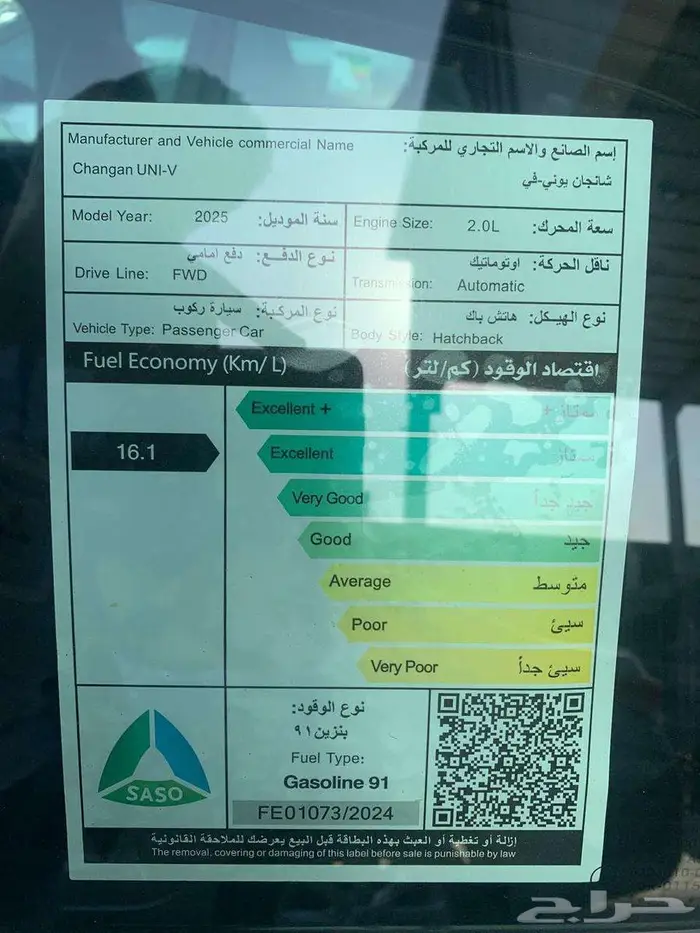 Manufacturer and Vehicle commercial Name
إسم الصانع والاسم التجاري للمركبة:
Changan UNI-V
شانجان يوني-في
Model Year: 2025 سنة الموديل:
Engine Size: 2.0L سعة المحرك:
نوع الدفع: دفع امامي
Drive Line: FWD
ناقل الحركة: اوتوماتيك
Transmission: Automatic
نوع المركبة: سيارة ركوب
Vehicle Type: Passenger Car
نوع الهيكل: هاتش باك
Body Style: Hatchback
Fuel Economy (Km/ L) اقتصاد الوقود (كم/لتر)
16.1
Excellent + ممتاز +
Excellent ممتاز
Very Good جيد جداً
Good جيد
Average متوسط
Poor سيئ
Very Poor سيئ جداً
SASO
نوع الوقود:
بنزين ٩١
Fuel Type:
Gasoline 91
FE01073/2024
ازالة أو تغطية أو العبث بهذه البطاقة قبل البيع يعرضك للملاحقة القانونية
The removal, covering or damaging of this label before sale is punishable by law
حراج